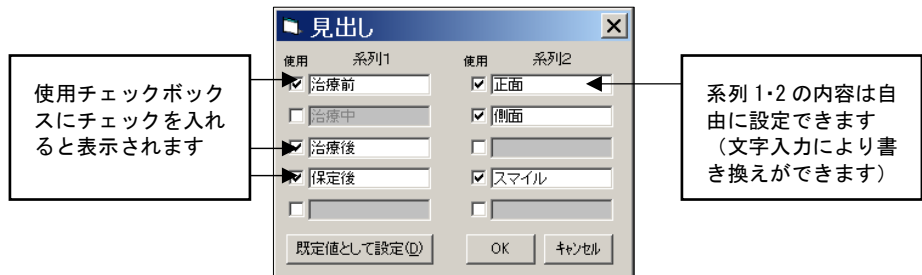 見出し
使用 系列1 使用 系列2
治療前 正面
治療中 側面
治療後
保定後 スマイル
既定値として設定(D) OK キャンセル
使用チェックボック
スにチェックを入れ
ると表示されます
系列 1・2 の内容は自
由に設定できます
（文字入力により書
き換えができます）